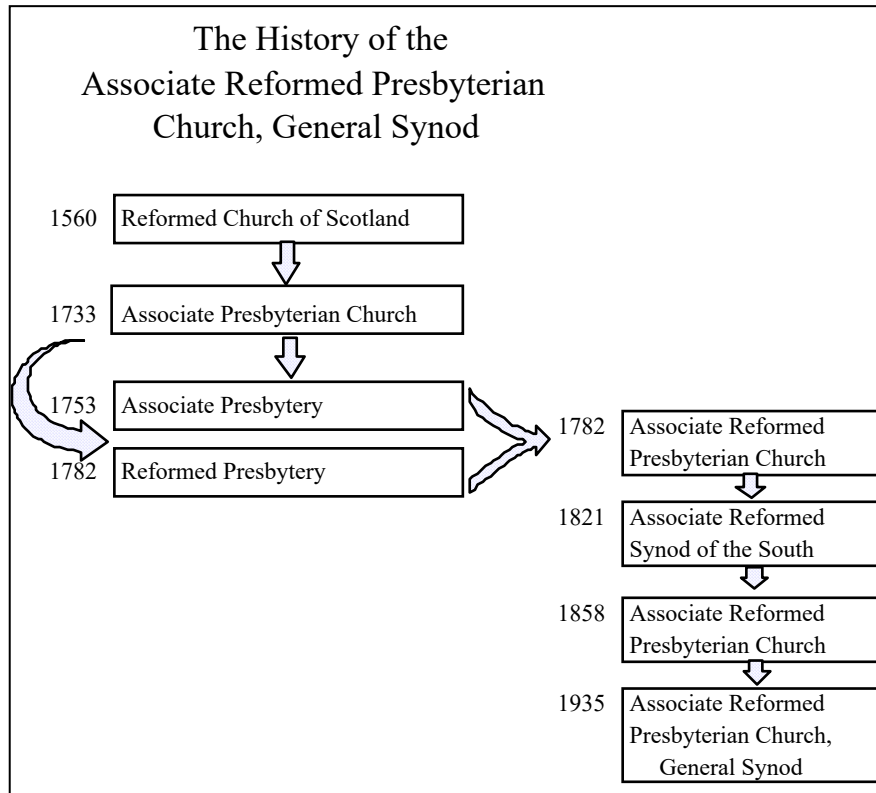 The History of the
Associate Reformed Presbyterian
Church, General Synod
1560 Reformed Church of Scotland
1733 Associate Presbyterian Church
1753 Associate Presbytery
1782 Reformed Presbytery
1782 Associate Reformed
Presbyterian Church
1821 Associate Reformed
Synod of the South
1858 Associate Reformed
Presbyterian Church
1935 Associate Reformed
Presbyterian Church,
General Synod